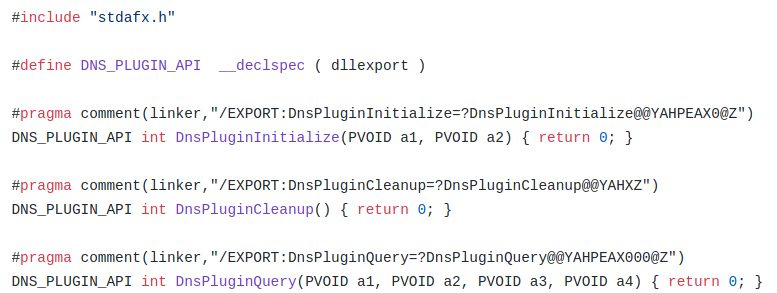 #include "stdafx.h"
#define DNS_PLUGIN_API  __declspec ( dllexport )
#pragma comment(linker,"/EXPORT:DnsPluginInitialize=?DnsPluginInitialize@@YAHPEAX0@Z")
DNS_PLUGIN_API int DnsPluginInitialize(PVOID a1, PVOID a2) { return 0; }
#pragma comment(linker,"/EXPORT:DnsPluginCleanup=?DnsPluginCleanup@@YAHXZ")
DNS_PLUGIN_API int DnsPluginCleanup() { return 0; }
#pragma comment(linker,"/EXPORT:DnsPluginQuery=?DnsPluginQuery@@YAHPEAX000@Z")
DNS_PLUGIN_API int DnsPluginQuery(PVOID a1, PVOID a2, PVOID a3, PVOID a4) { return 0; }